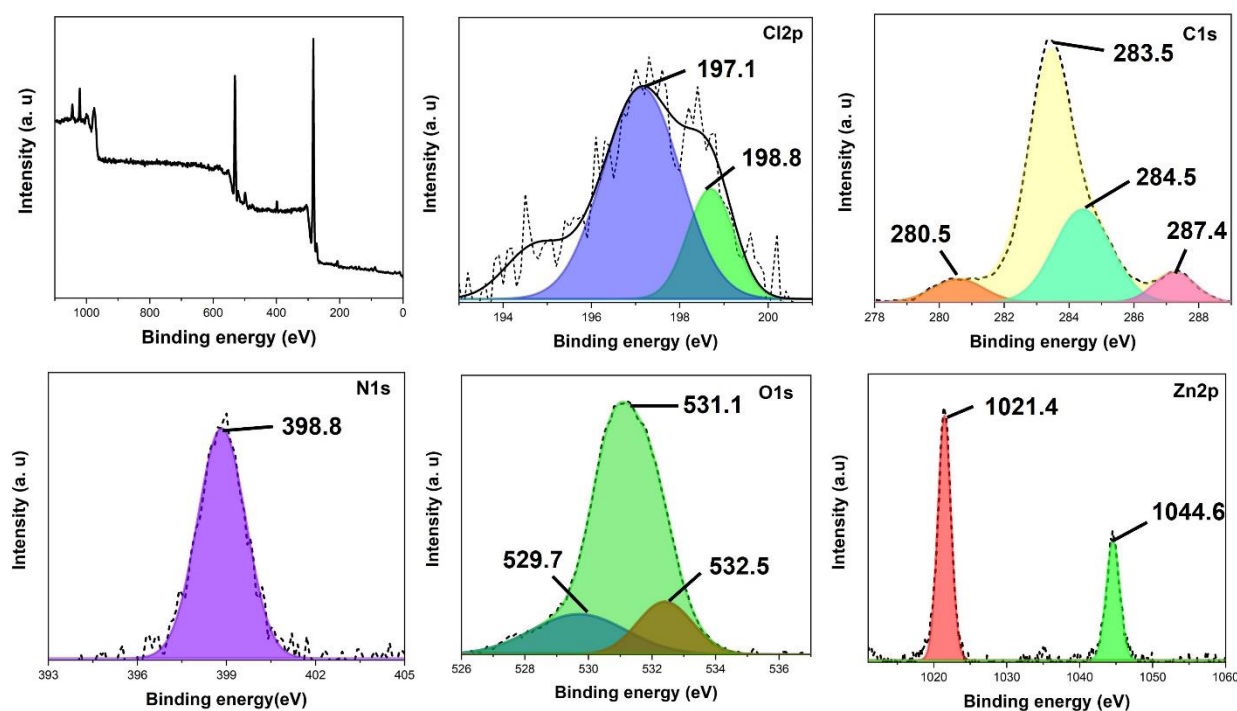 Intensity (a. u)
1000 800 600 400 200 0
Binding energy (eV)
Cl2p
197.1
198.8
Intensity (a. u)
194 196 198 200
Binding energy (eV)
C1s
283.5
284.5
280.5
287.4
Intensity (a. u)
278 280 282 284 286 288
Binding energy (eV)
N1s
398.8
Intensity (a. u)
393 396 399 402 405
Binding energy(eV)
O1s
531.1
529.7
532.5
Intensity (a. u)
526 528 530 532 534 536
Binding energy (eV)
Zn2p
1021.4
1044.6
Intensity (a.u)
1020 1030 1040 1050 1060
Binding energy (eV)